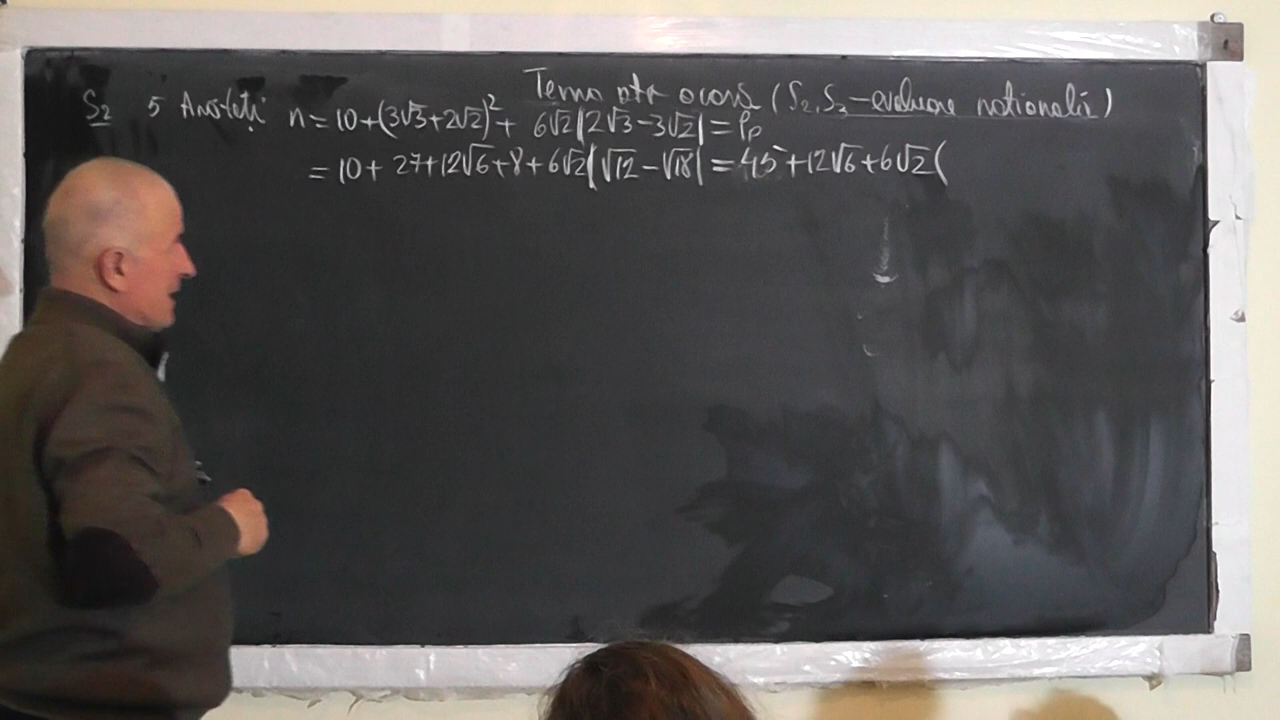 Temă ptr acasă (S2, S3 – evaluare națională)
S2 5 Arătați n = 10 + (3√3 + 2√2)² + 6√2|2√3 − 3√2| = pp
= 10 + 27 + 12√6 + 8 + 6√2|√12 − √18| = 45 + 12√6 + 6√2(